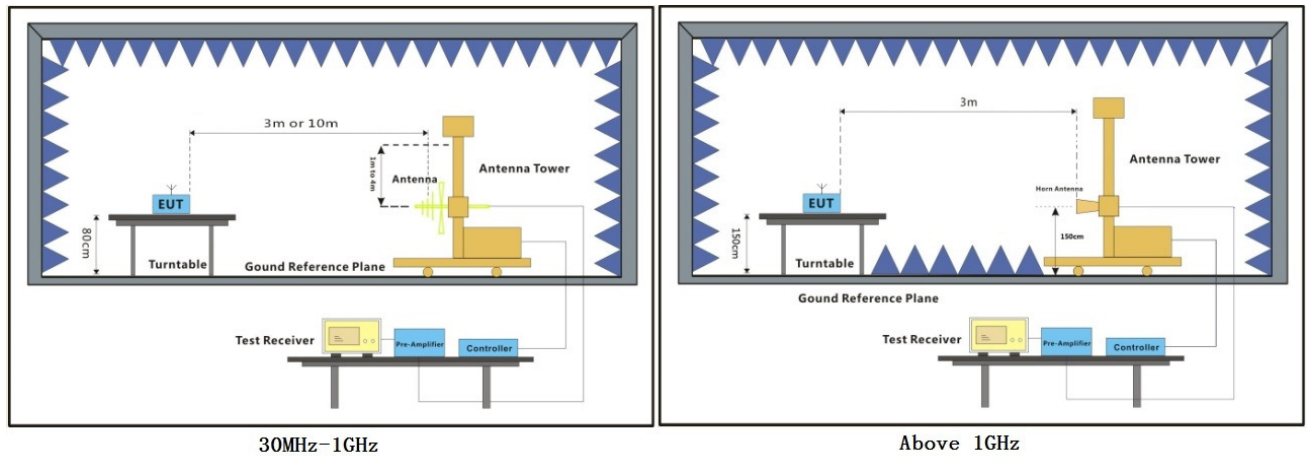 3m or 10m
1m to 4m
Antenna
Antenna Tower
EUT
80cm
Turntable
Gound Reference Plane
Test Receiver
Pre-Amplifier
Controller
30MHz-1GHz
3m
Antenna Tower
Horn Antenna
EUT
150cm
150cm
Turntable
Gound Reference Plane
Test Receiver
Pre-Amplifier
Controller
Above 1GHz